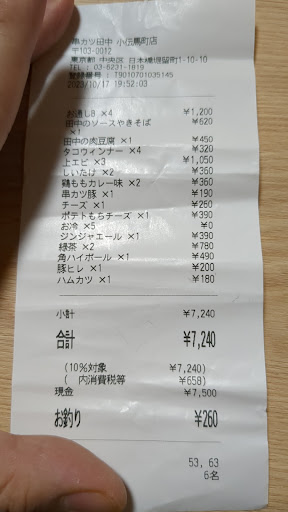 串カツ田中 小伝馬町店
〒103-0012
東京都 中央区 日本橋堀留町1-10-10
TEL : 03-6231-1819
登録番号 : T9010701035145
2023/10/17 19:52:03
お通し8 ×4 ¥1,200
田中のソースやきそば ¥620
×1
田中の肉豆腐 ×1 ¥450
タコウィンナー ×4 ¥320
上エビ ×3 ¥1,050
しいたけ ×2 ¥360
鶏ももカレー味 ×2 ¥360
串カツ豚 ×1 ¥190
チーズ ×1 ¥260
ポテトもちチーズ ×1 ¥390
お冷 ×5 ¥0
ジンジャエール ×1 ¥390
緑茶 ×2 ¥780
角ハイボール ×1 ¥490
豚ヒレ ×1 ¥200
ハムカツ ×1 ¥180
小計 ¥7,240
合計 ¥7,240
(10%対象 ¥7,240)
( 内消費税等 ¥658)
現金 ¥7,500
お釣り ¥260
53, 63
6名